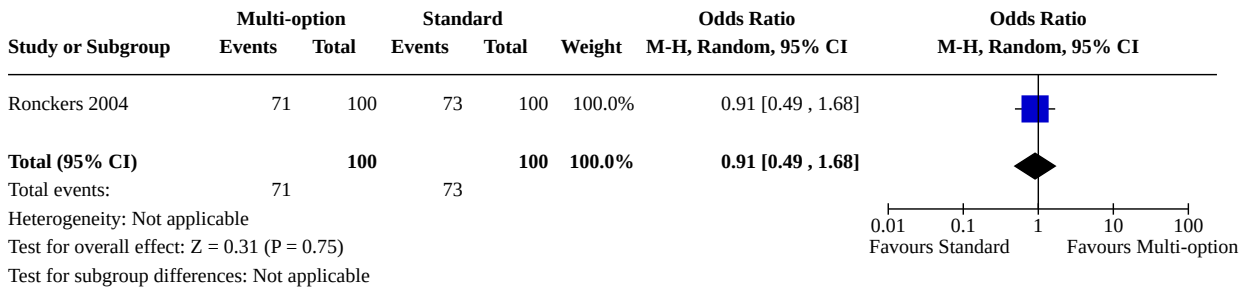 Multi-option Standard Odds Ratio Odds Ratio
Study or Subgroup Events Total Events Total Weight M-H, Random, 95% CI M-H, Random, 95% CI
Ronckers 2004 71 100 73 100 100.0% 0.91 [0.49 , 1.68]
Total (95% CI) 100 100 100.0% 0.91 [0.49 , 1.68]
Total events: 71 73
Heterogeneity: Not applicable
0.01 0.1 1 10 100
Test for overall effect: Z = 0.31 (P = 0.75) Favours Standard Favours Multi-option
Test for subgroup differences: Not applicable